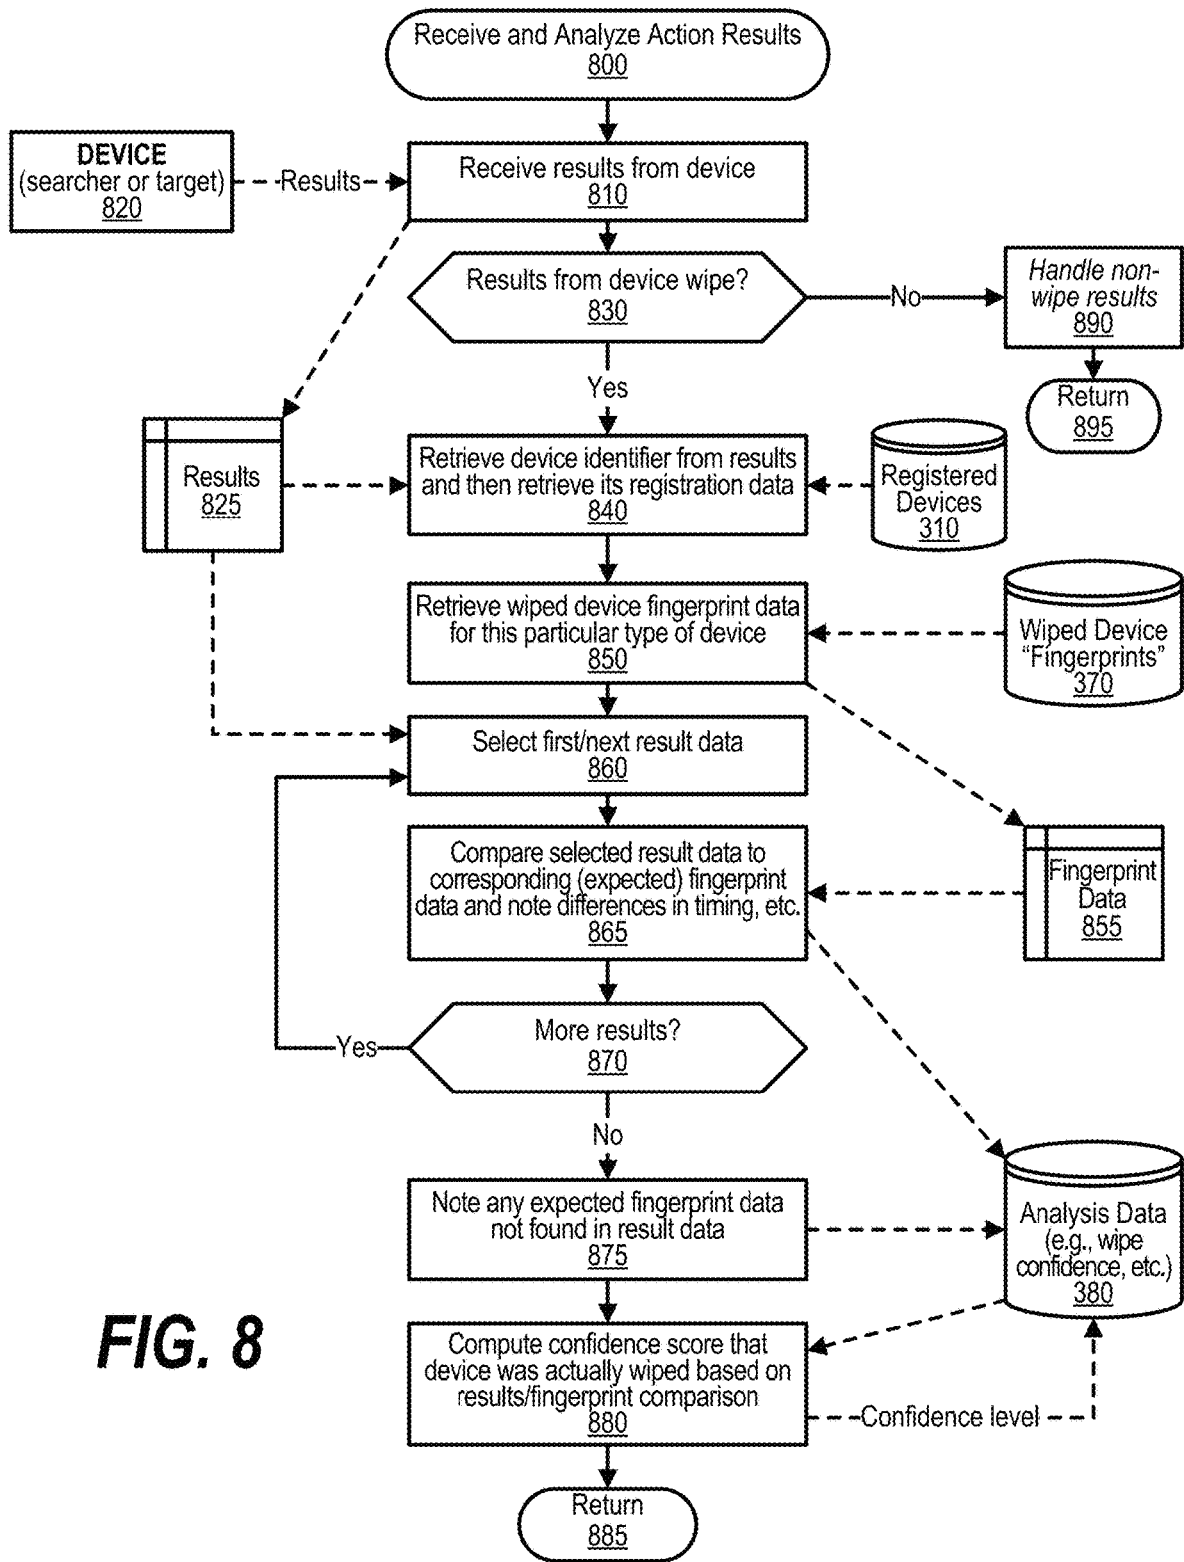 Receive and Analyze Action Results
800
DEVICE
(searcher or target)
820
Results
Receive results from device
810
Results from device wipe?
830
No
Handle non-
wipe results
890
Return
895
Yes
Results
825
Retrieve device identifier from results
and then retrieve its registration data
840
Registered
Devices
310
Retrieve wiped device fingerprint data
for this particular type of device
850
Wiped Device
“Fingerprints”
370
Select first/next result data
860
Compare selected result data to
corresponding (expected) fingerprint
data and note differences in timing, etc.
865
Fingerprint
Data
855
More results?
870
Yes
No
Note any expected fingerprint data
not found in result data
875
Analysis Data
(e.g., wipe
confidence, etc.)
380
Compute confidence score that
device was actually wiped based on
results/fingerprint comparison
880
Confidence level
Return
885
FIG. 8